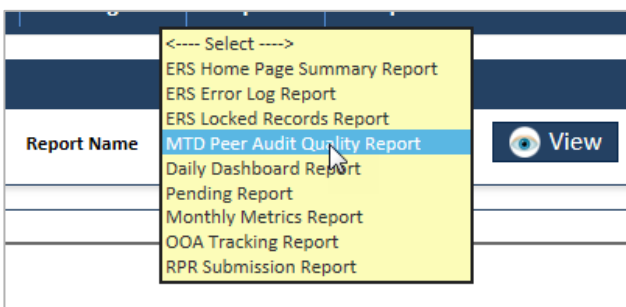 <---- Select ---->
ERS Home Page Summary Report
ERS Error Log Report
ERS Locked Records Report
Report Name
MTD Peer Audit Quality Report
View
Daily Dashboard Report
Pending Report
Monthly Metrics Report
OOA Tracking Report
RPR Submission Report